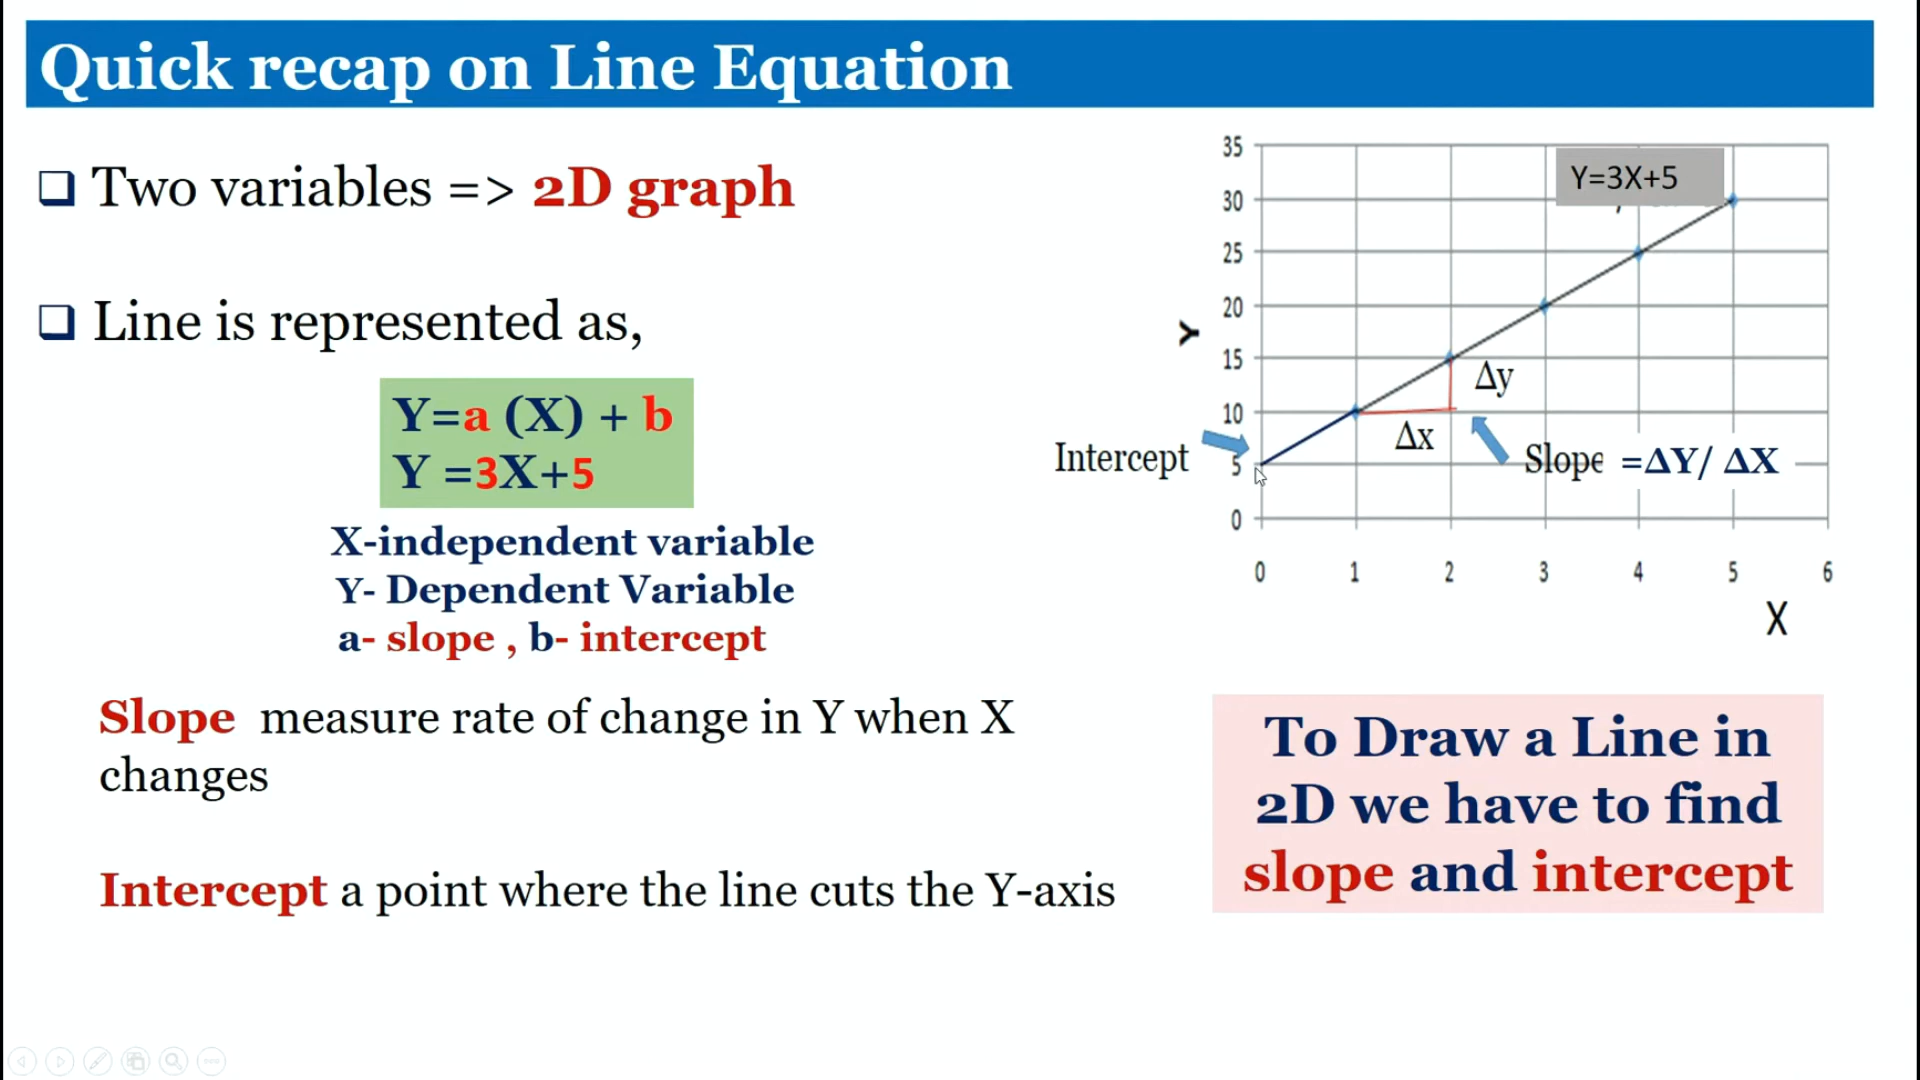 Quick recap on Line Equation
Two variables => 2D graph
Line is represented as,
Y=a (X) + b
Y =3X+5
X-independent variable
Y- Dependent Variable
a- slope , b- intercept
Slope measure rate of change in Y when X
changes
Intercept a point where the line cuts the Y-axis
35
30
25
20
15
10
5
0
Y
Y=3X+5
Δy
Δx
Intercept
Slope =ΔY/ ΔX
0 1 2 3 4 5 6
X
To Draw a Line in
2D we have to find
slope and intercept